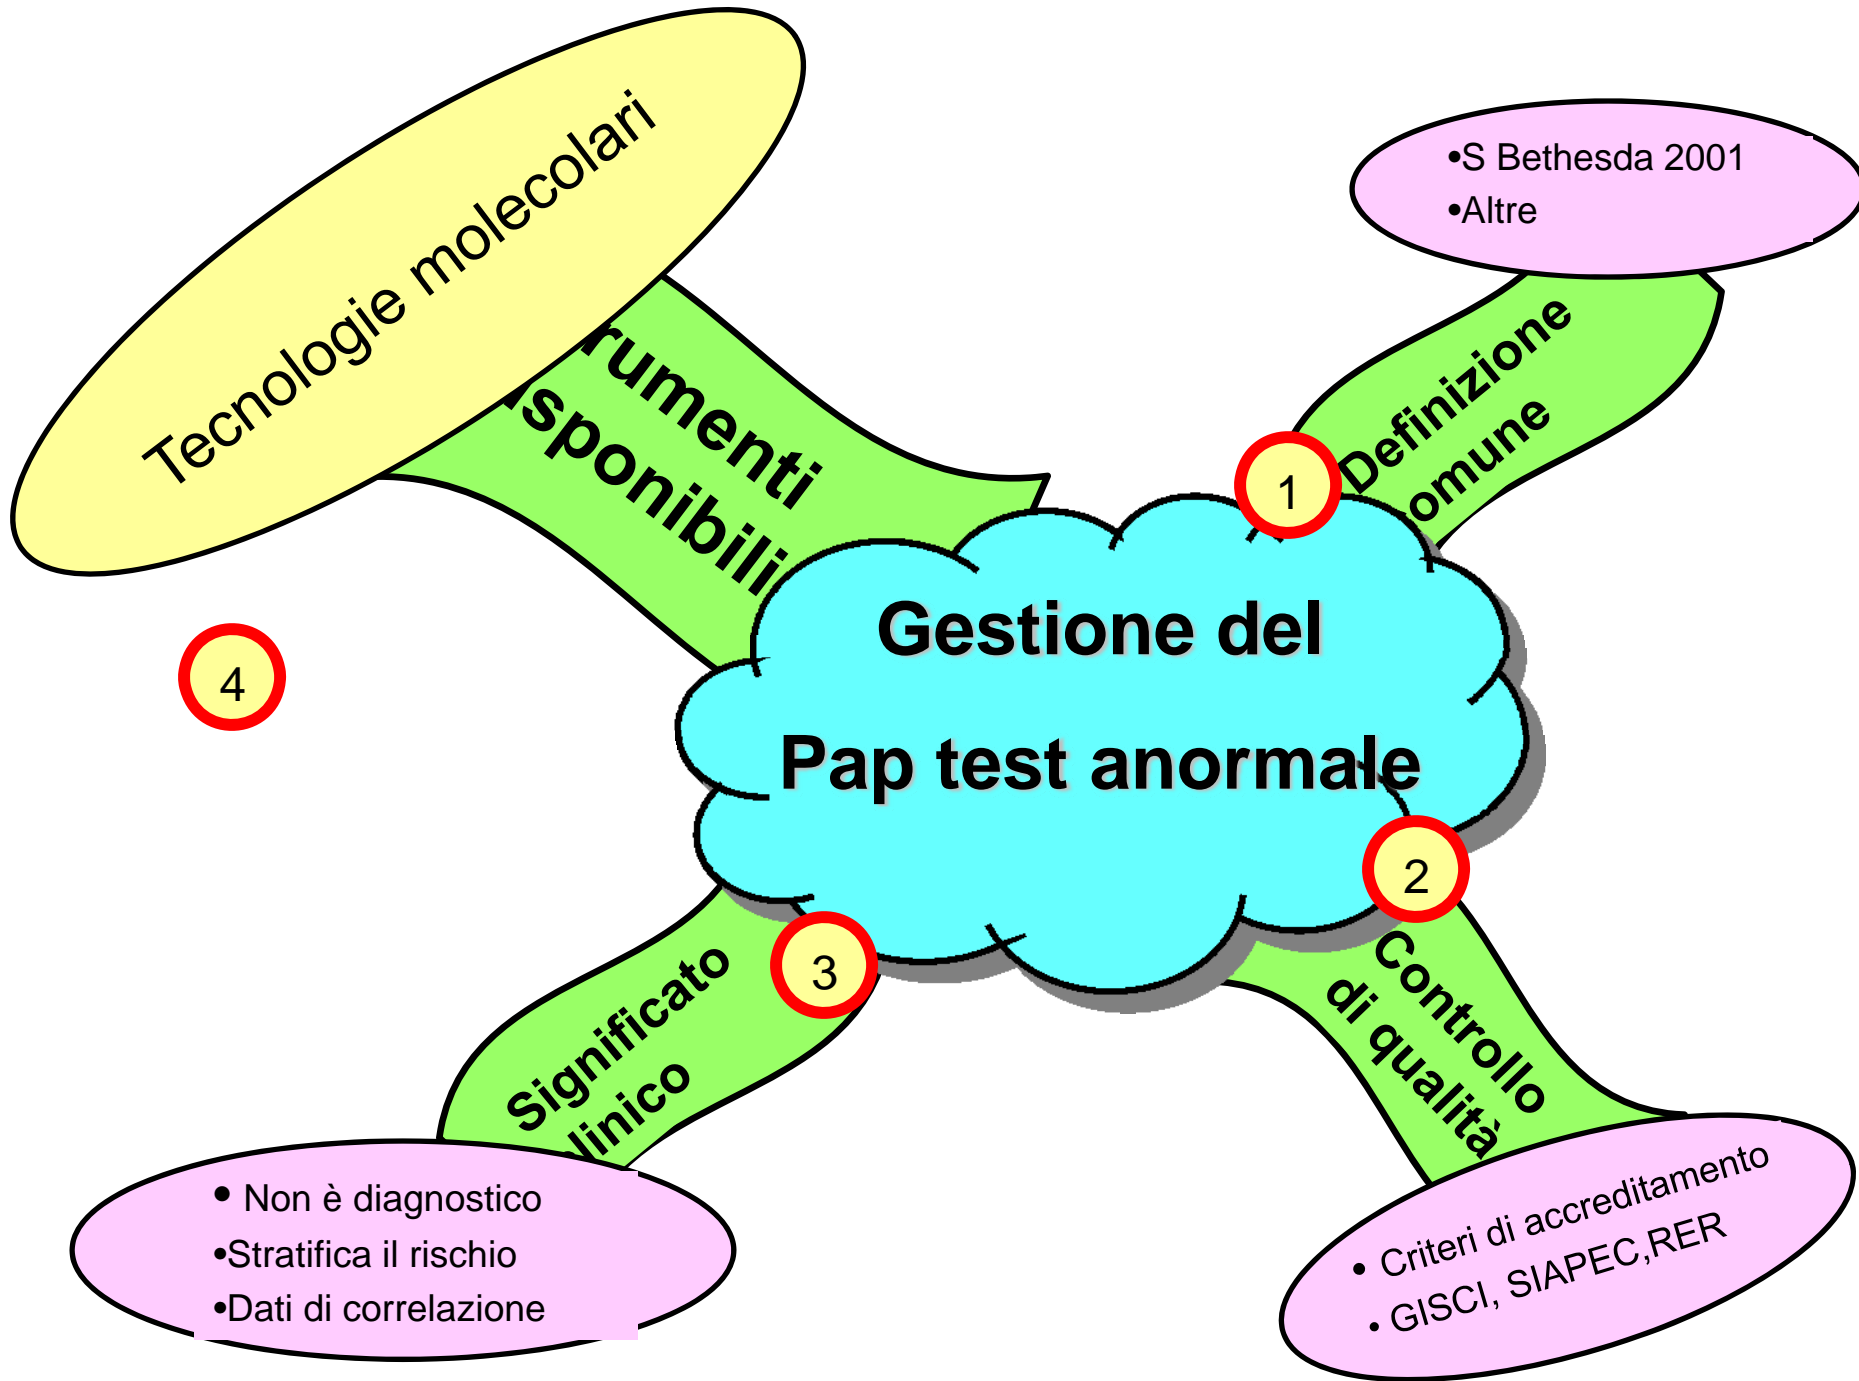 Tecnologie molecolari
rumenti
sponibili
4
•S Bethesda 2001
•Altre
Definizione
omune
1
Gestione del
Pap test anormale
2
Controllo
di qualità
• Criteri di accreditamento
• GISCI, SIAPEC,RER
3
Significato
linico
• Non è diagnostico
•Stratifica il rischio
•Dati di correlazione